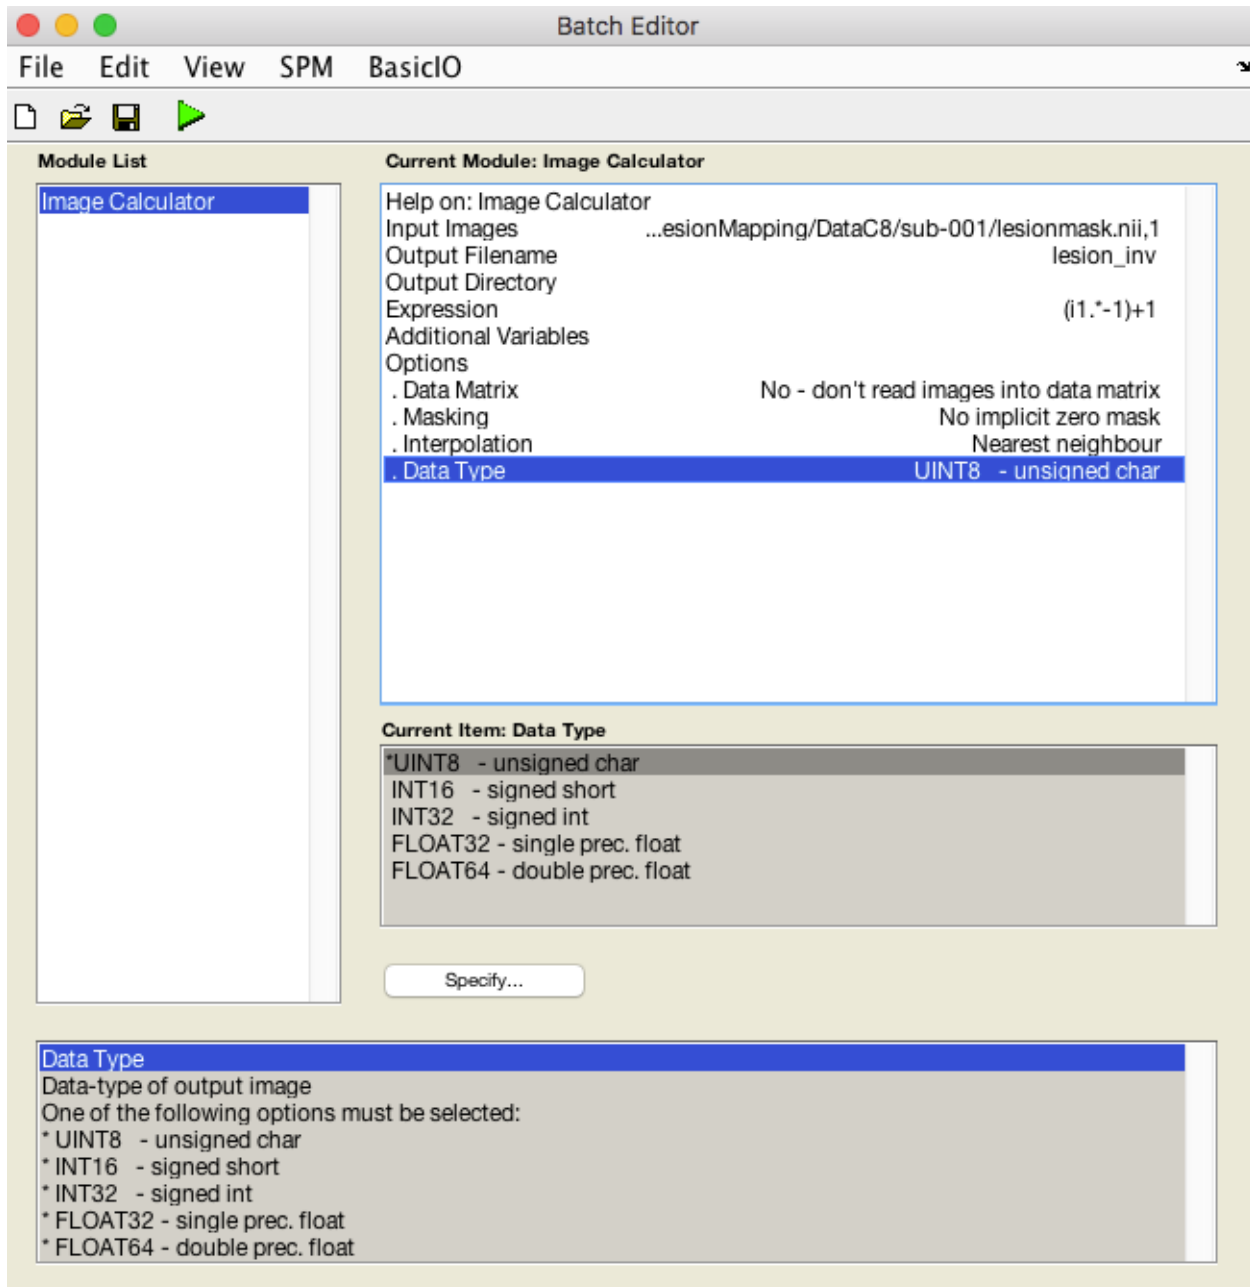 Batch Editor
File Edit View SPM BasicIO
Module List
Image Calculator
Current Module: Image Calculator
Help on: Image Calculator
Input Images ...esionMapping/DataC8/sub-001/lesionmask.nii,1
Output Filename lesion_inv
Output Directory
Expression (i1.*-1)+1
Additional Variables
Options
. Data Matrix No - don't read images into data matrix
. Masking No implicit zero mask
. Interpolation Nearest neighbour
. Data Type UINT8 - unsigned char
Current Item: Data Type
*UINT8 - unsigned char
INT16 - signed short
INT32 - signed int
FLOAT32 - single prec. float
FLOAT64 - double prec. float
Specify...
Data Type
Data-type of output image
One of the following options must be selected:
* UINT8 - unsigned char
* INT16 - signed short
* INT32 - signed int
* FLOAT32 - single prec. float
* FLOAT64 - double prec. float